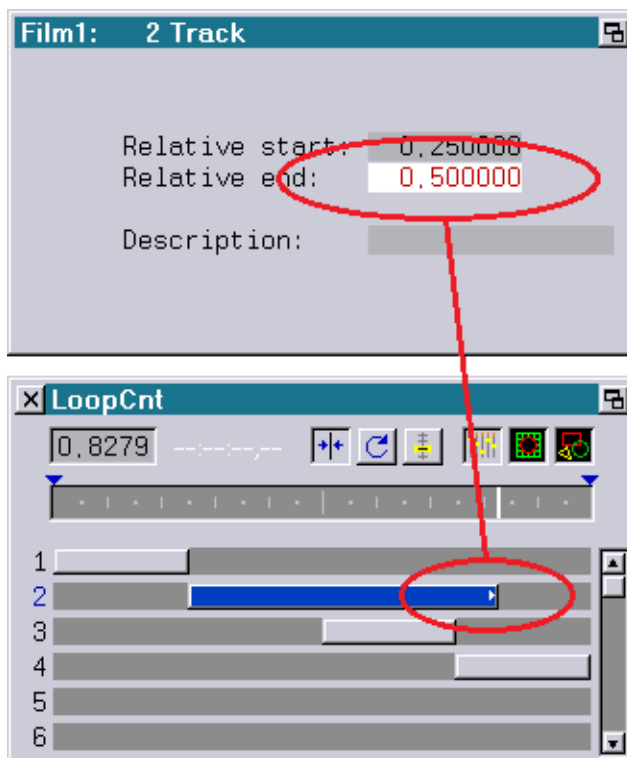 Film1: 2 Track
Relative start: 0,250000
Relative end: 0,500000
Description:
LoopCnt
0,8279 --:--:--,--
1
2
3
4
5
6